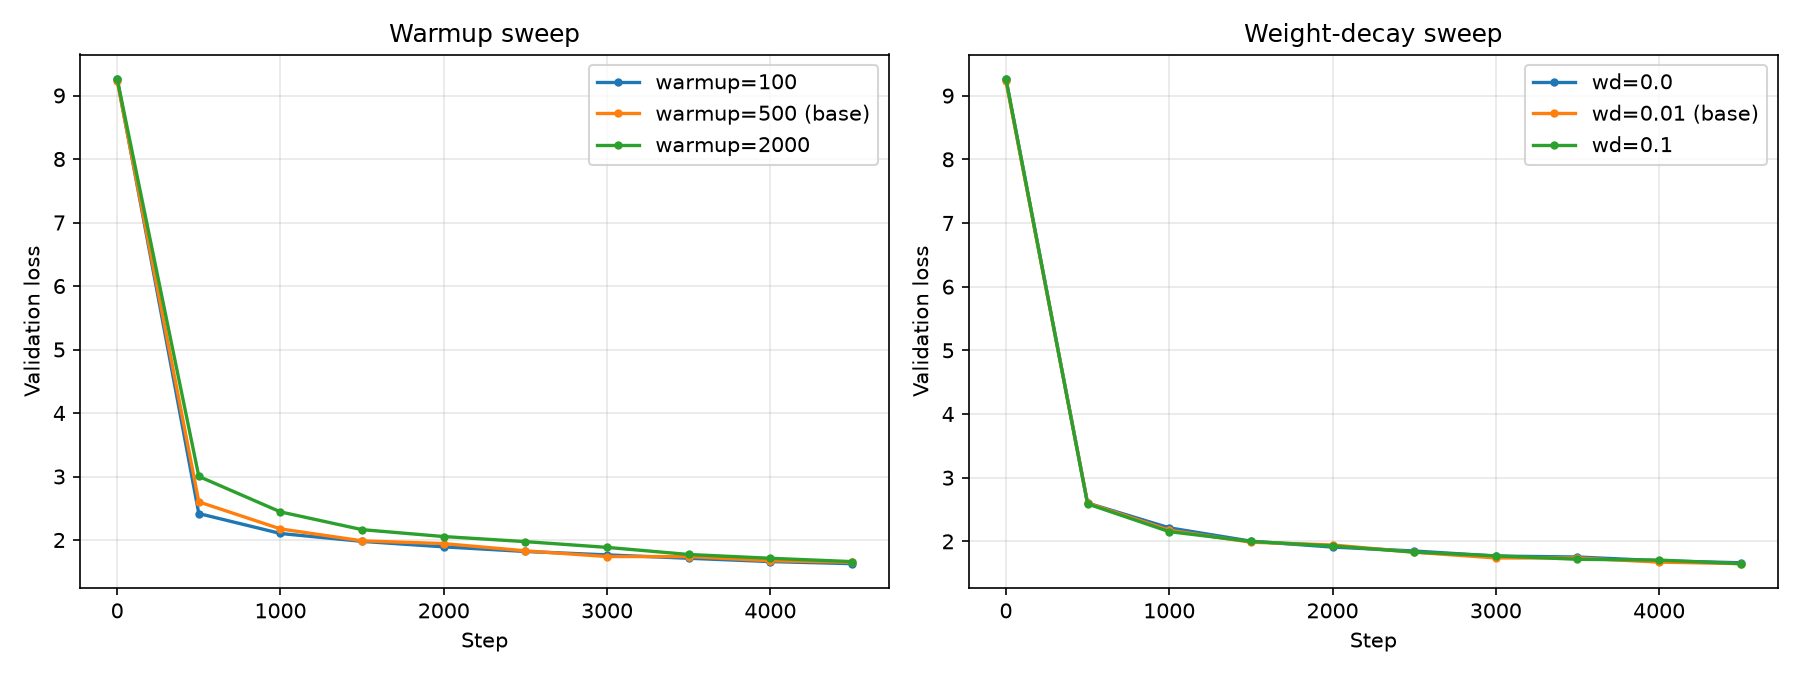 Warmup sweep
Validation loss
9
8
7
6
5
4
3
2
warmup=100
warmup=500 (base)
warmup=2000
0 1000 2000 3000 4000
Step
Weight-decay sweep
Validation loss
9
8
7
6
5
4
3
2
wd=0.0
wd=0.01 (base)
wd=0.1
0 1000 2000 3000 4000
Step